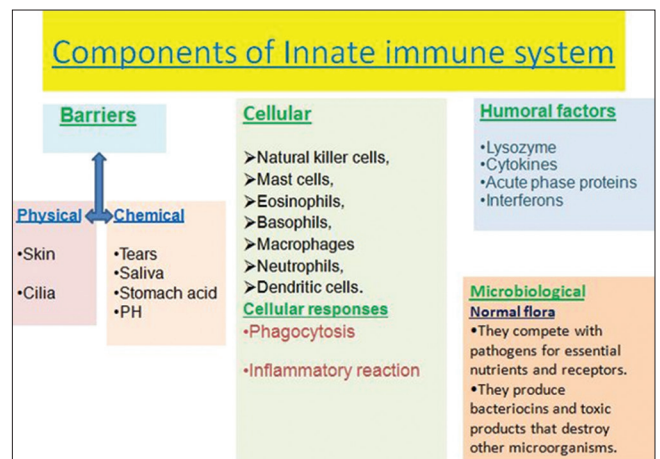 Components of Innate immune system
Barriers
Physical
•Skin
•Cilia
Chemical
•Tears
•Saliva
•Stomach acid
•PH
Cellular
➢Natural killer cells,
➢Mast cells,
➢Eosinophils,
➢Basophils,
➢Macrophages
➢Neutrophils,
➢Dendritic cells.
Cellular responses
•Phagocytosis
•Inflammatory reaction
Humoral factors
•Lysozyme
•Cytokines
•Acute phase proteins
•Interferons
Microbiological
Normal flora
•They compete with
pathogens for essential
nutrients and receptors.
•They produce
bacteriocins and toxic
products that destroy
other microorganisms.